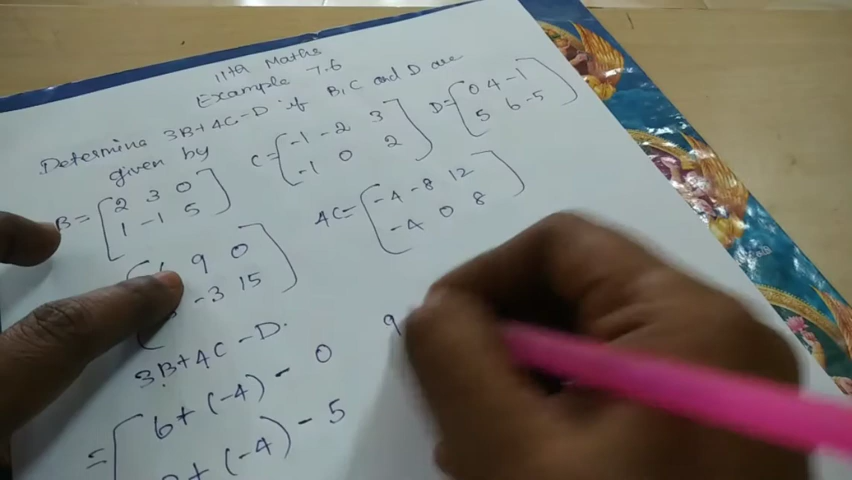 11th Maths
Example 7.6
Determine 3B+4C-D if B, C and D are
given by
B= [2 3 0
1 -1 5]
C= [-1 -2 3
-1 0 2]
D= [0 4 -1
5 6 -5]
9 0
-3 15
4C= [-4 -8 12
-4 0 8]
3B+4C-D.
= [6+(-4)-0 9
+(-4)-5